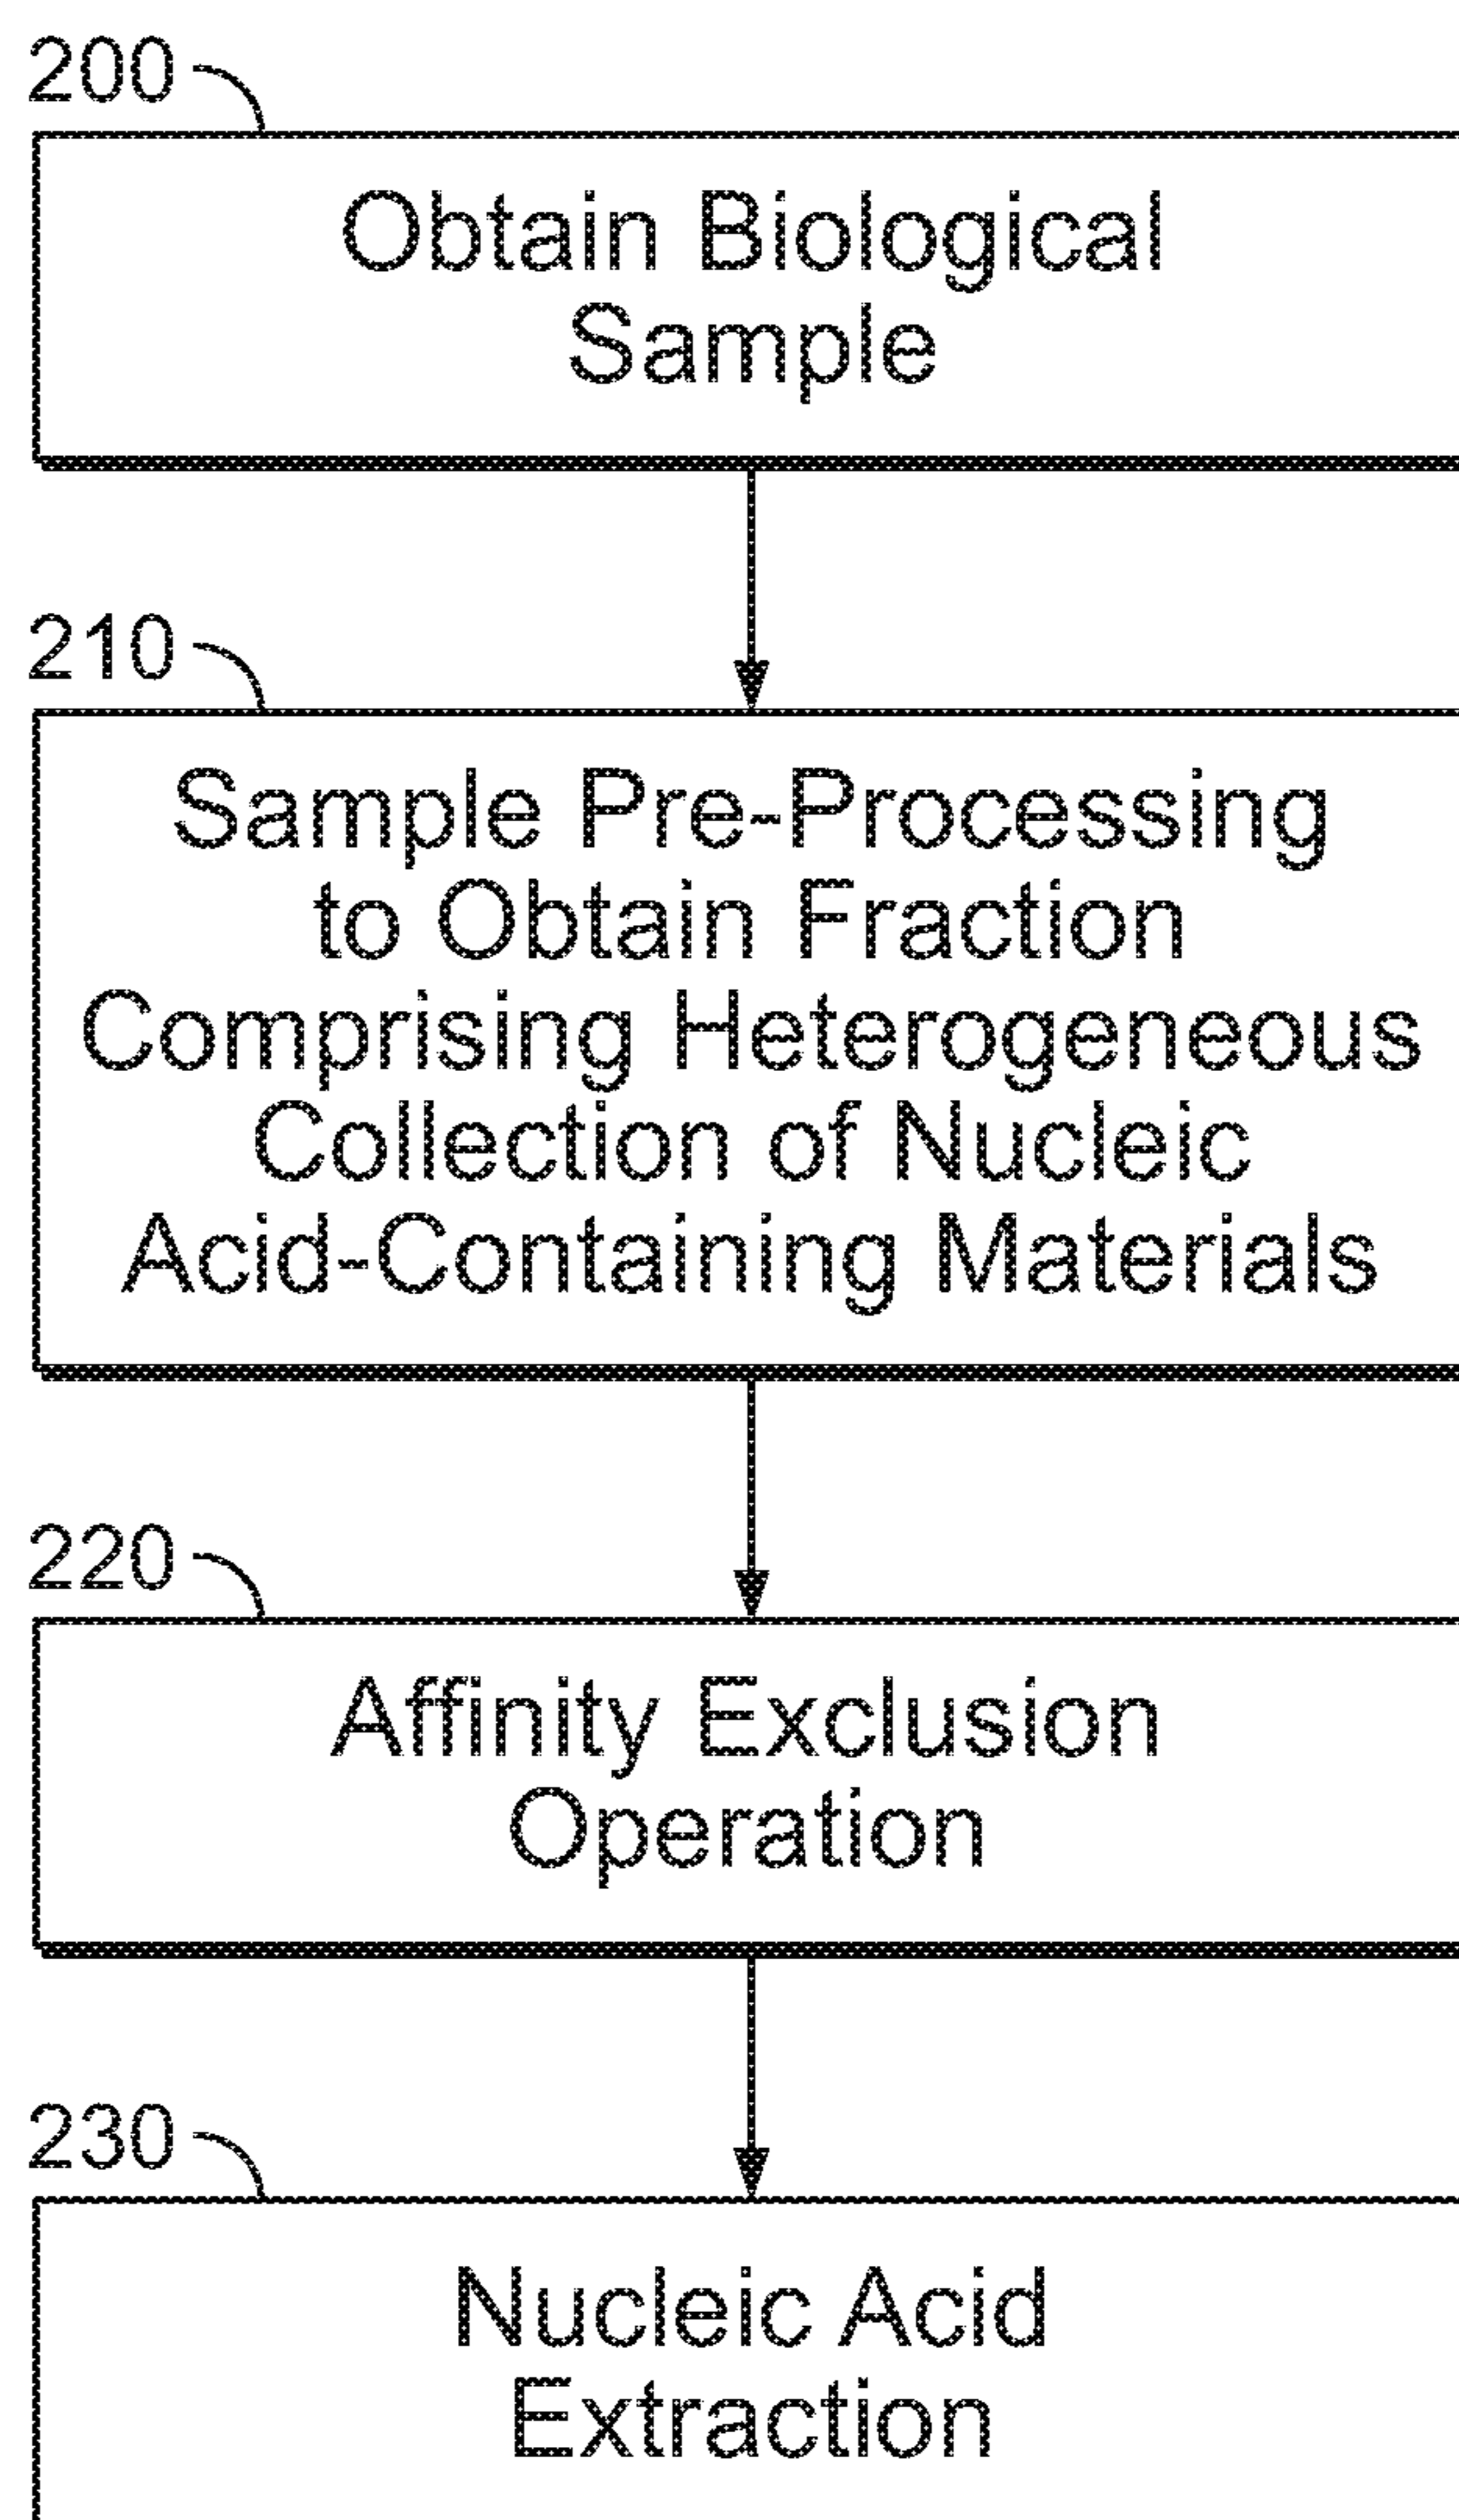 200
Obtain Biological
Sample
210
Sample Pre-Processing
to Obtain Fraction
Comprising Heterogeneous
Collection of Nucleic
Acid-Containing Materials
220
Affinity Exclusion
Operation
230
Nucleic Acid
Extraction